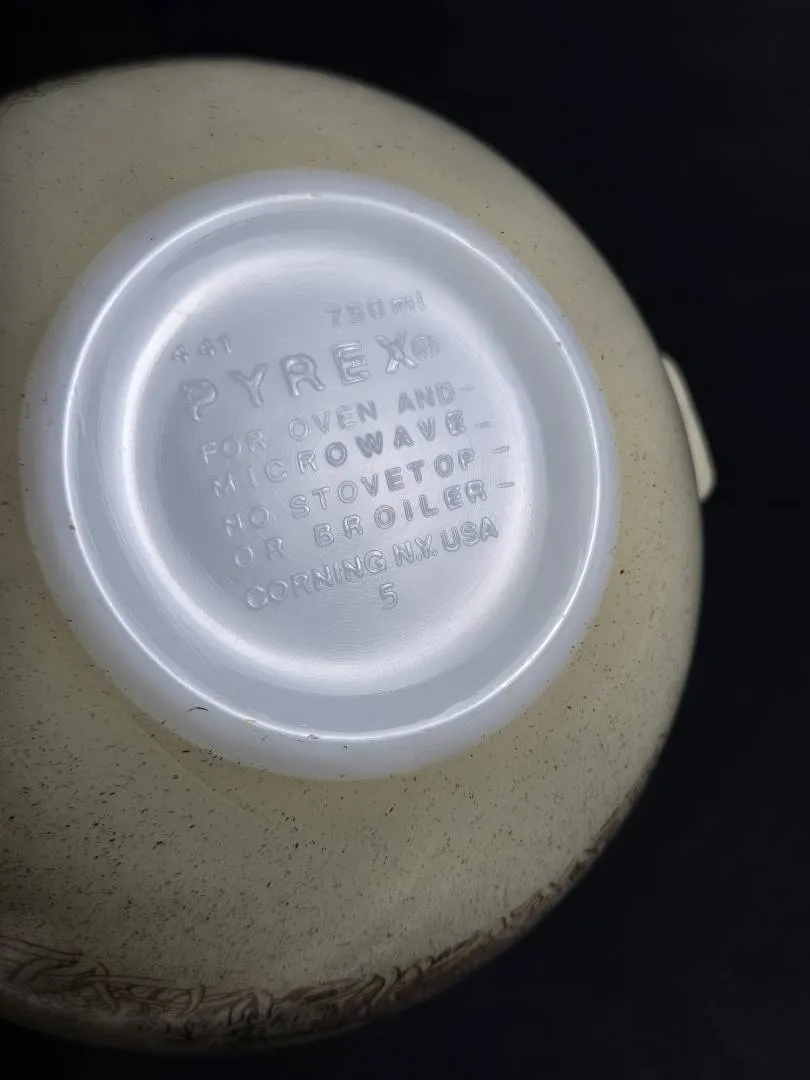 441 750 ml
PYREX®
FOR OVEN AND
MICROWAVE
NO STOVETOP
OR BROILER
CORNING N.Y. USA
5